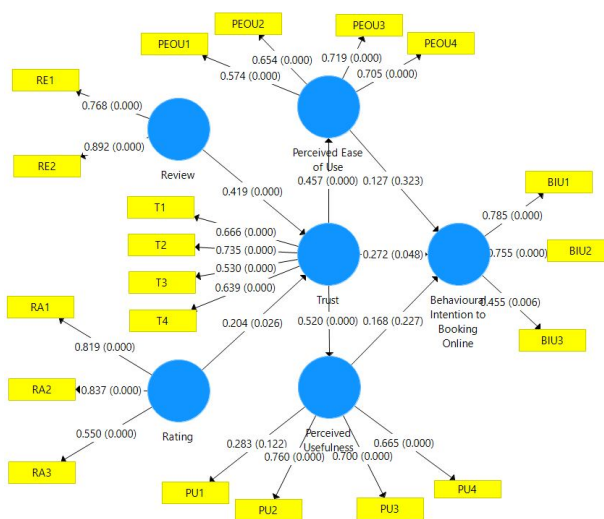 PEOU2
PEOU3
PEOU1
PEOU4
0.654 (0.000)
0.719 (0.000)
0.574 (0.000)
0.705 (0.000)
RE1
0.768 (0.000)
RE2
0.892 (0.000)
Review
Perceived Ease
of Use
0.457 (0.000)
0.127 (0.323)
0.419 (0.000)
BIU1
0.785 (0.000)
T1
0.666 (0.000)
T2
0.735 (0.000)
0.272 (0.048)
0.755 (0.000)
BIU2
T3
0.530 (0.000)
T4
0.639 (0.000)
Trust
Behavioural
Intention to
Booking
Online
0.455 (0.006)
BIU3
RA1
0.204 (0.026)
0.520 (0.000)
0.168 (0.227)
0.819 (0.000)
RA2
0.837 (0.000)
0.550 (0.000)
Rating
RA3
Perceived
Usefulness
0.283 (0.122)
0.760 (0.000)
0.700 (0.000)
0.665 (0.000)
PU1
PU2
PU3
PU4